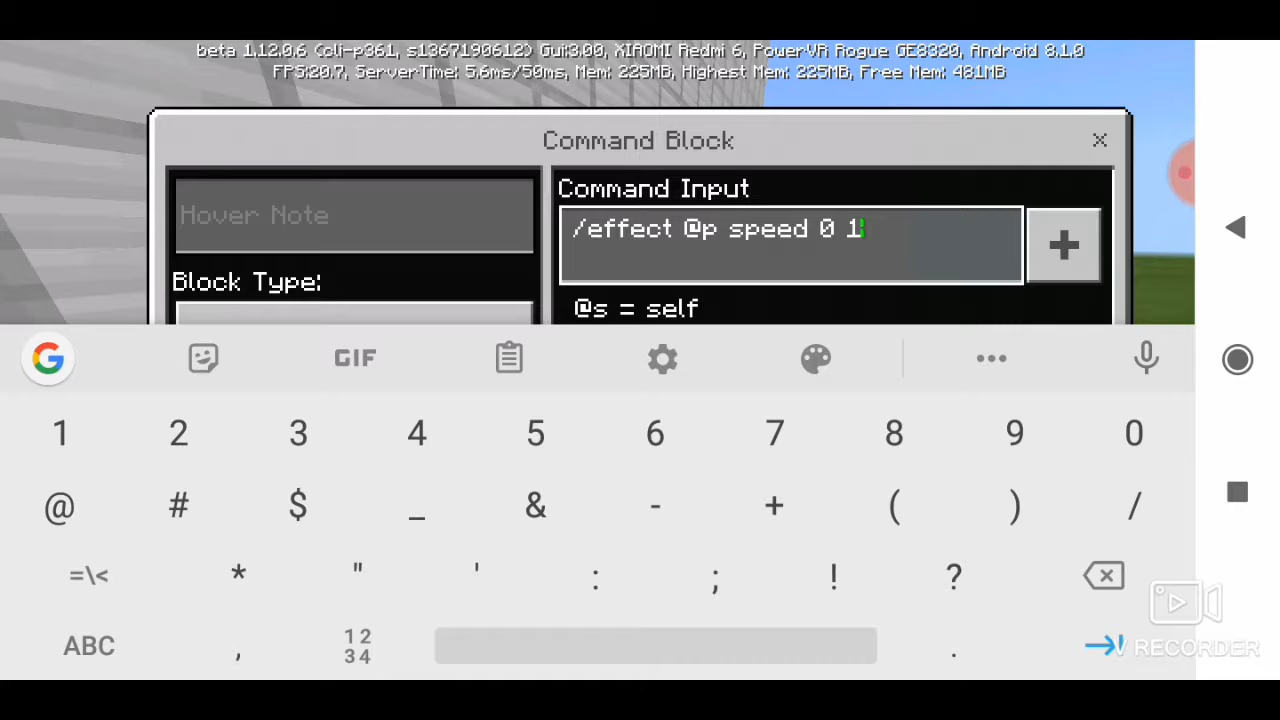 beta 1.12.0.6 (cli-p361, s1367190612) Gui:3.00, XIAOMI Redmi 6, PowerVR Rogue GE8320, Android 8.1.0
FPS:20.7, ServerTime: 5.6ms/50ms, Mem: 225MB, Highest Mem: 225MB, Free Mem: 481MB
Command Block
Hover Note
Command Input
/effect @p speed 0 1
Block Type:
@s = self
GIF
1 2 3 4 5 6 7 8 9 0
@ # $ _ & - + ( ) /
=\< * " ' : ; ! ?
ABC , 12 34 .
V RECORDER